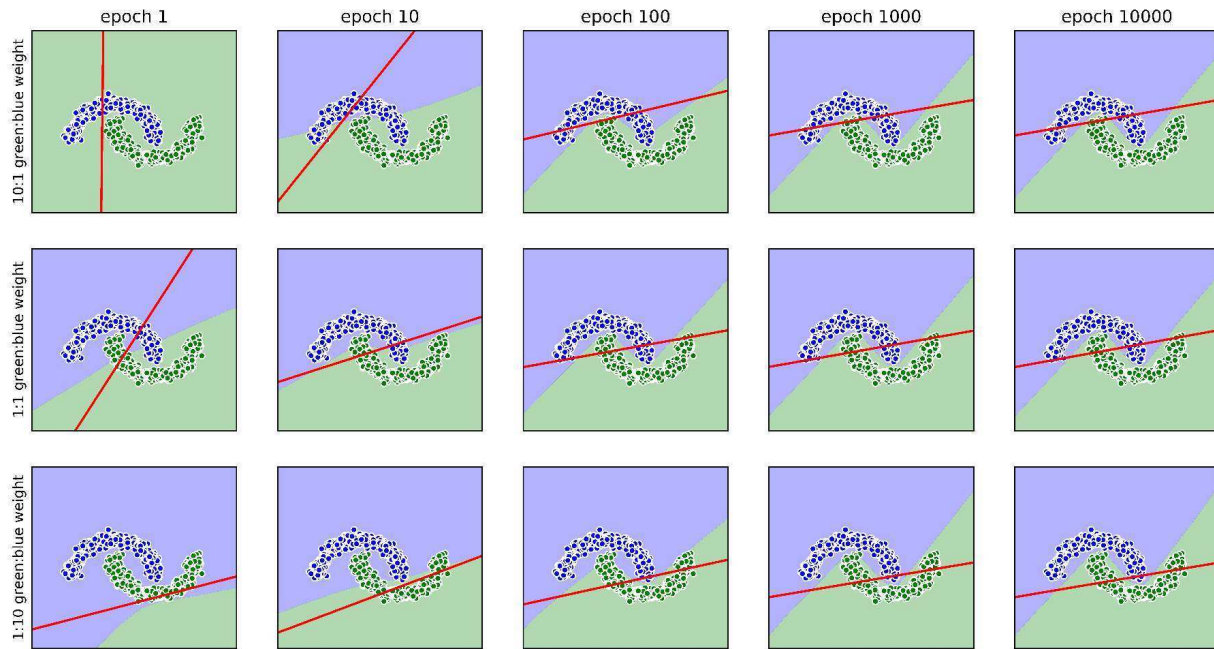 epoch 1
epoch 10
epoch 100
epoch 1000
epoch 10000
10:1 green:blue weight
1:1 green:blue weight
1:10 green:blue weight